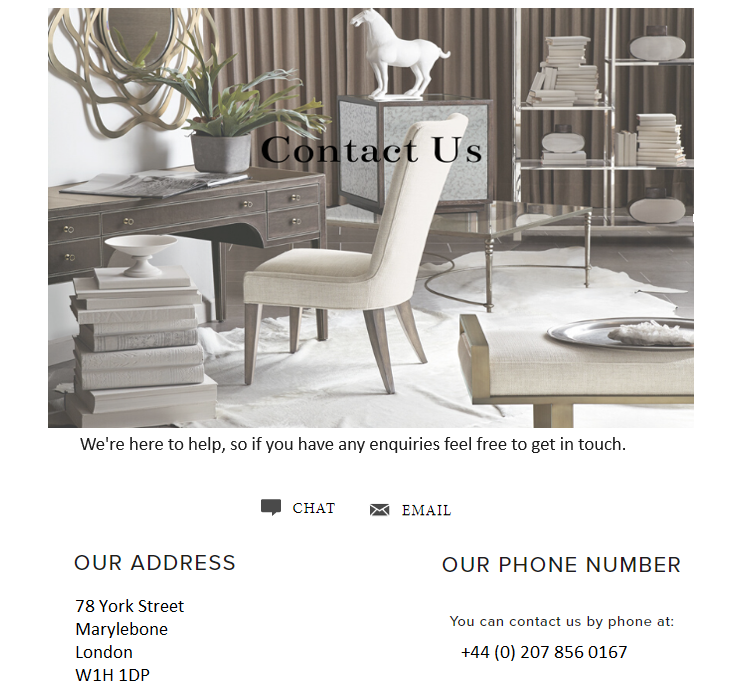 Contact Us
We're here to help, so if you have any enquiries feel free to get in touch.
CHAT
EMAIL
OUR ADDRESS
78 York Street
Marylebone
London
W1H 1DP
OUR PHONE NUMBER
You can contact us by phone at:
+44 (0) 207 856 0167